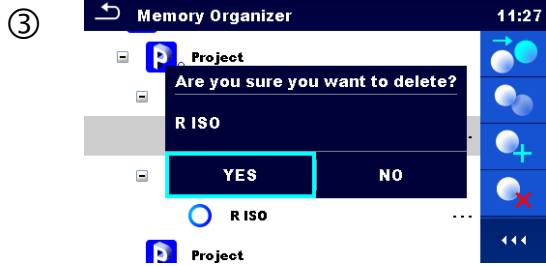 ③
Memory Organizer 11:27
Project
Are you sure you want to delete?
R ISO
YES NO
R ISO ...
Project